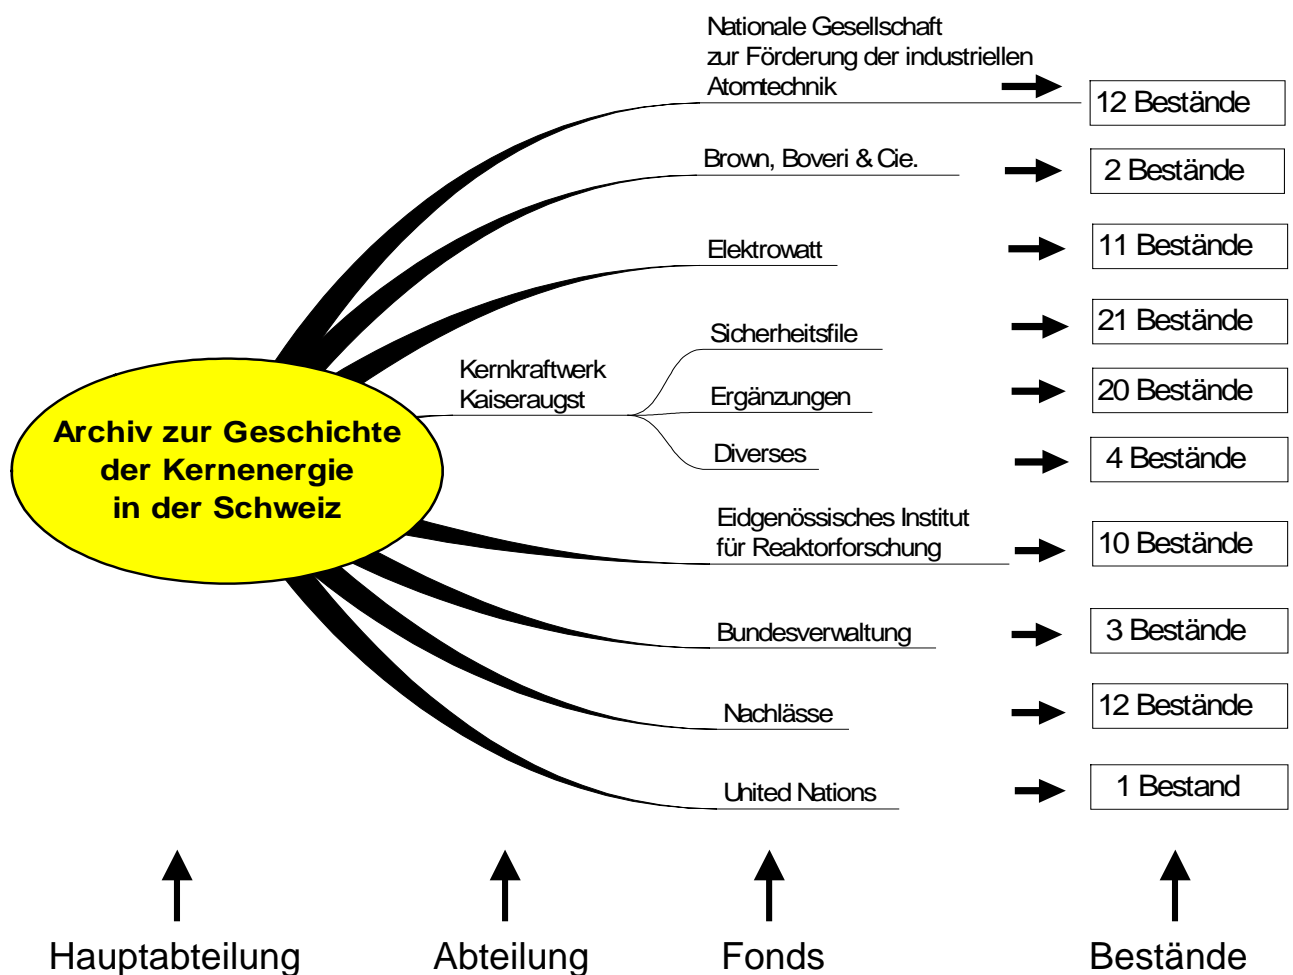 Nationale Gesellschaft
zur Förderung der industriellen
Atomtechnik
12 Bestände
Brown, Boveri & Cie.
2 Bestände
Elektrowatt
11 Bestände
Kernkraftwerk
Kaiseraugst
Sicherheitsfile
21 Bestände
Ergänzungen
20 Bestände
Diverses
4 Bestände
Archiv zur Geschichte
der Kernenergie
in der Schweiz
Eidgenössisches Institut
für Reaktorforschung
10 Bestände
Bundesverwaltung
3 Bestände
Nachlässe
12 Bestände
United Nations
1 Bestand
Hauptabteilung
Abteilung
Fonds
Bestände